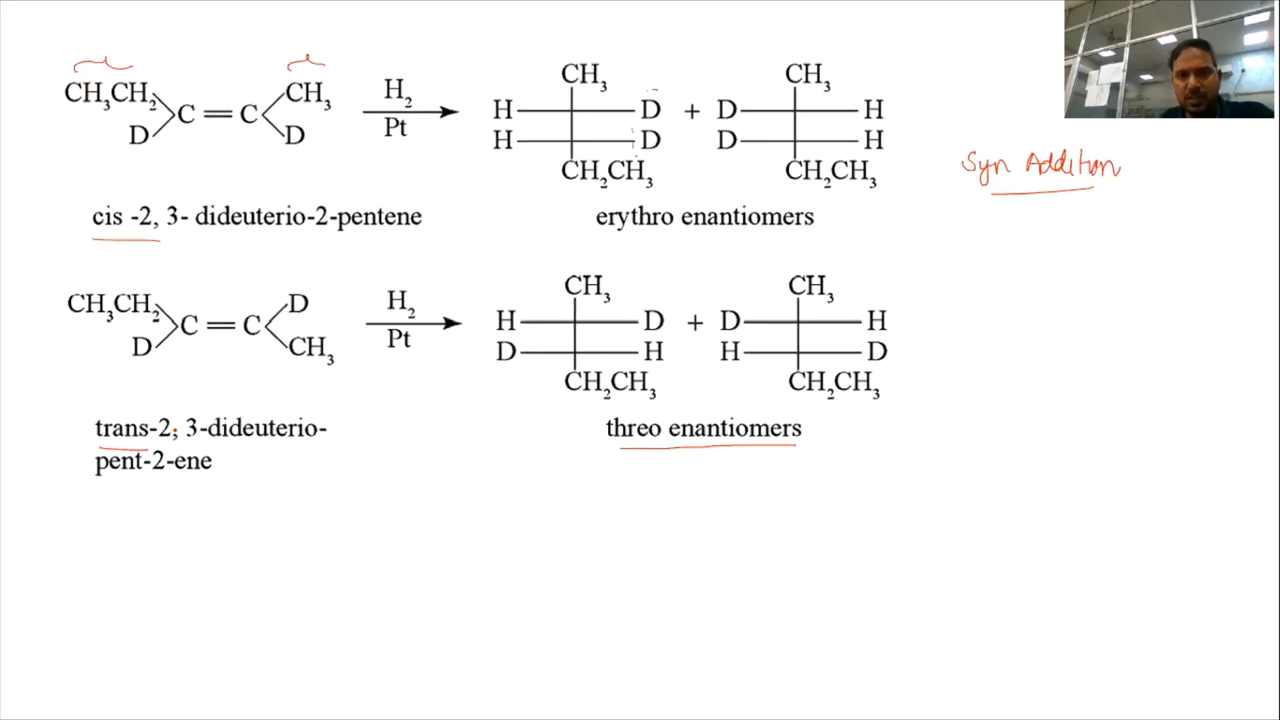 CH₃CH₂ CH₃ H₂ CH₃ CH₃
C = C H D + D H
D D Pt H D D H
CH₂CH₃ CH₂CH₃
Syn Addition
cis -2, 3- dideuterio-2-pentene erythro enantiomers
CH₃CH₂ D H₂ CH₃ CH₃
C = C H D + D H
D CH₃ Pt D H H D
CH₂CH₃ CH₂CH₃
trans-2; 3-dideuterio- threo enantiomers
pent-2-ene